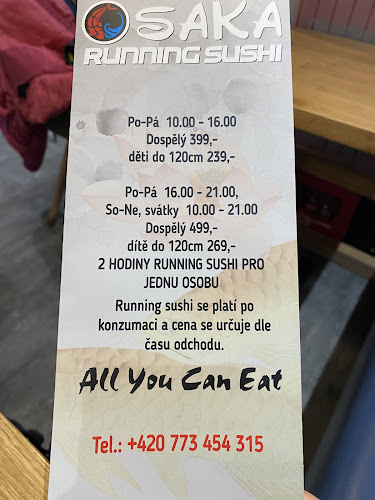 OSAKA
RUNNING SUSHI
Po-Pá 10.00 - 16.00
Dospělý 399,-
děti do 120cm 239,-
Po-Pá 16.00 - 21.00,
So-Ne, svátky 10.00 - 21.00
Dospělý 499,-
dítě do 120cm 269,-
2 HODINY RUNNING SUSHI PRO
JEDNU OSOBU
Running sushi se platí po
konzumaci a cena se určuje dle
času odchodu.
All You Can Eat
Tel.: +420 773 454 315